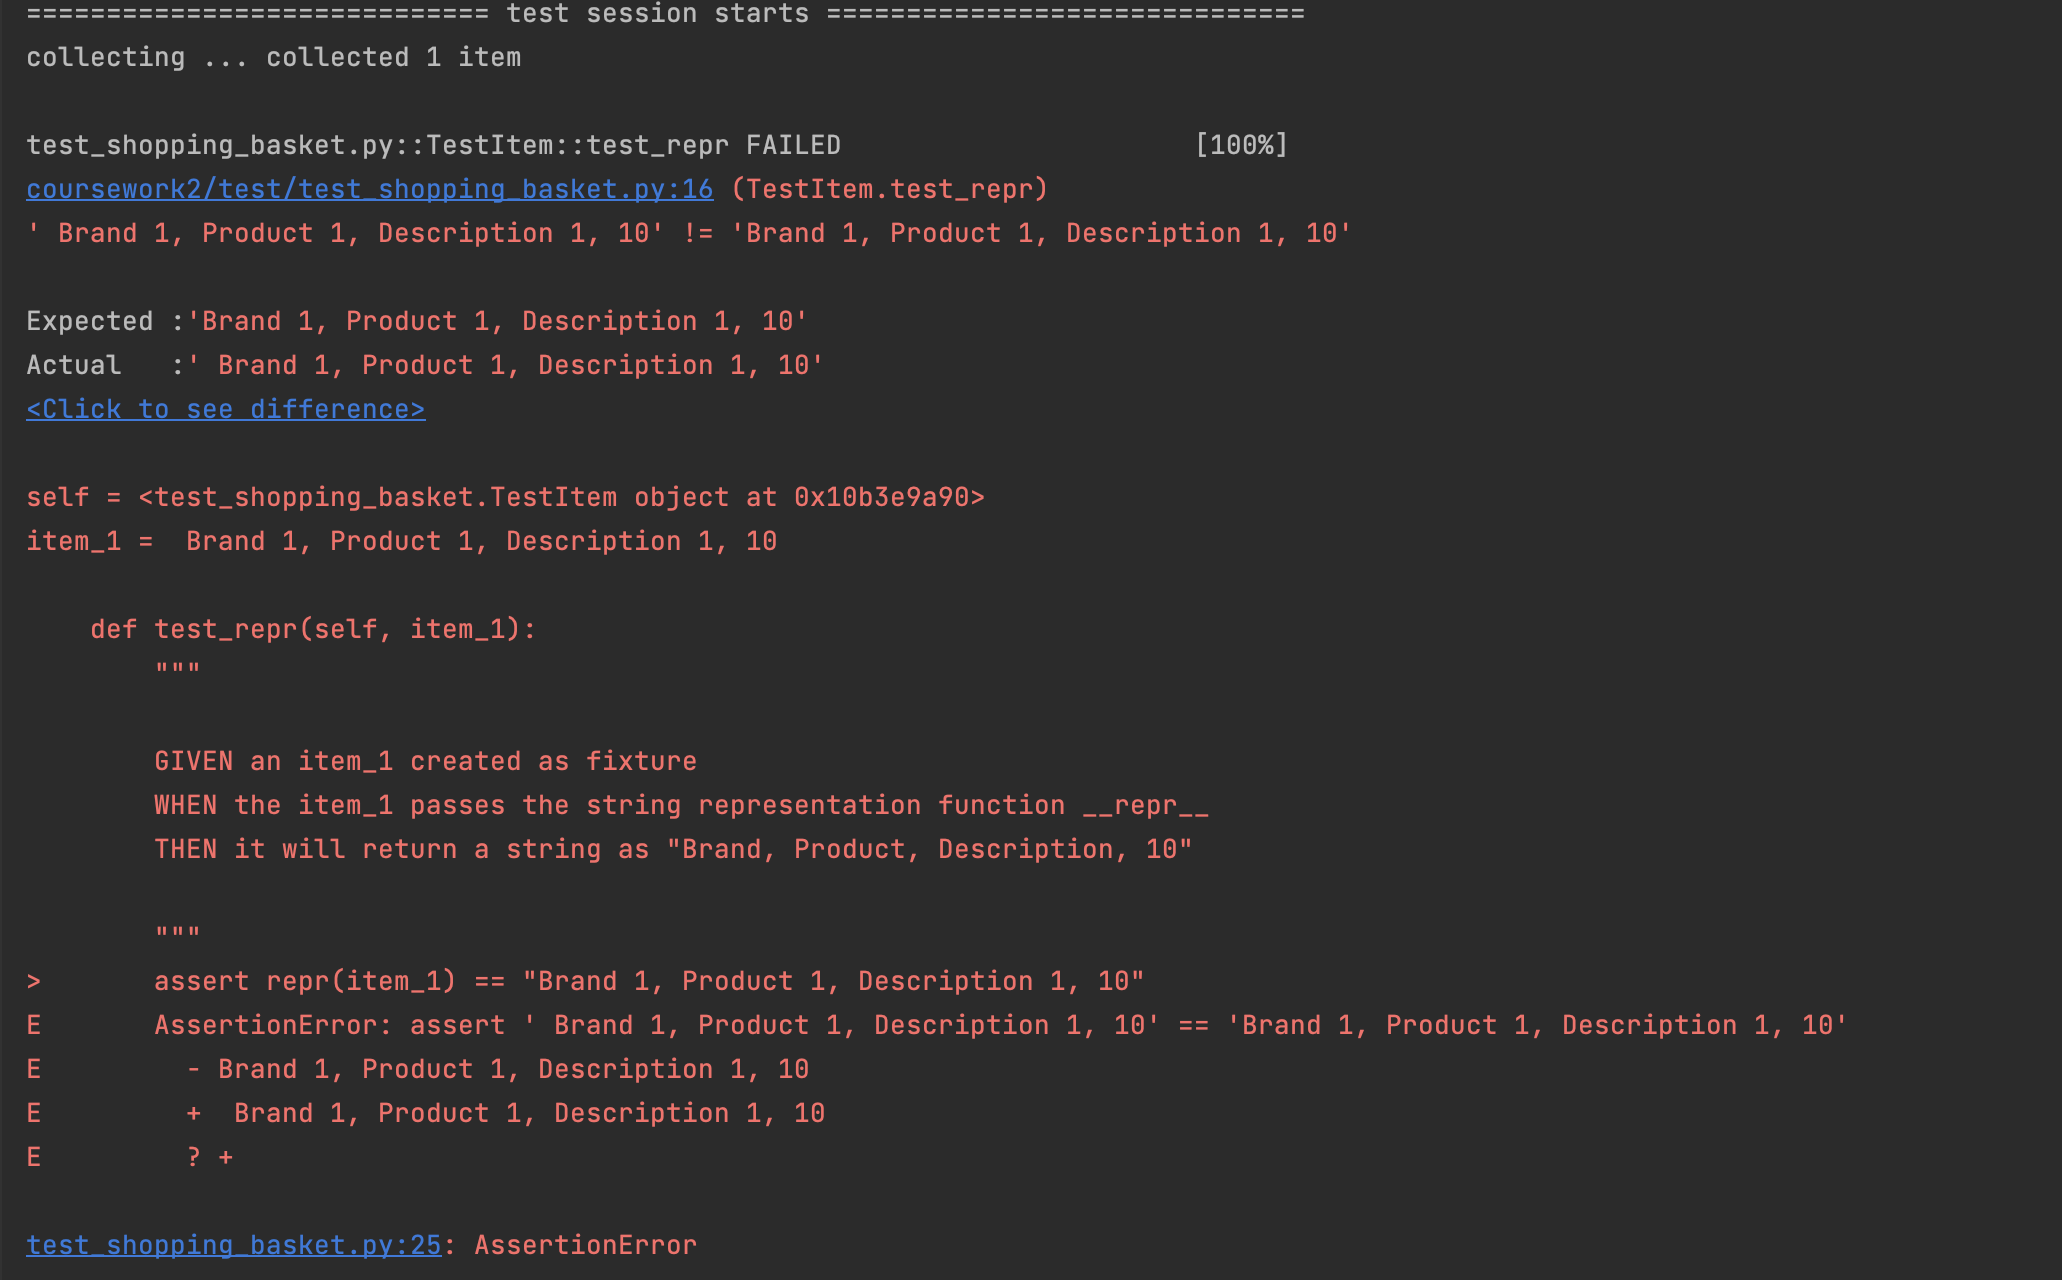 ============================= test session starts ==============================
collecting ... collected 1 item
test_shopping_basket.py::TestItem::test_repr FAILED                      [100%]
coursework2/test/test_shopping_basket.py:16 (TestItem.test_repr)
' Brand 1, Product 1, Description 1, 10' != 'Brand 1, Product 1, Description 1, 10'
Expected :'Brand 1, Product 1, Description 1, 10'
Actual   :' Brand 1, Product 1, Description 1, 10'
<Click to see difference>
self = <test_shopping_basket.TestItem object at 0x10b3e9a90>
item_1 =  Brand 1, Product 1, Description 1, 10
    def test_repr(self, item_1):
        """
        GIVEN an item_1 created as fixture
        WHEN the item_1 passes the string representation function __repr__
        THEN it will return a string as "Brand, Product, Description, 10"
        """
>       assert repr(item_1) == "Brand 1, Product 1, Description 1, 10"
E       AssertionError: assert ' Brand 1, Product 1, Description 1, 10' == 'Brand 1, Product 1, Description 1, 10'
E         - Brand 1, Product 1, Description 1, 10
E         +  Brand 1, Product 1, Description 1, 10
E         ? +
test_shopping_basket.py:25: AssertionError